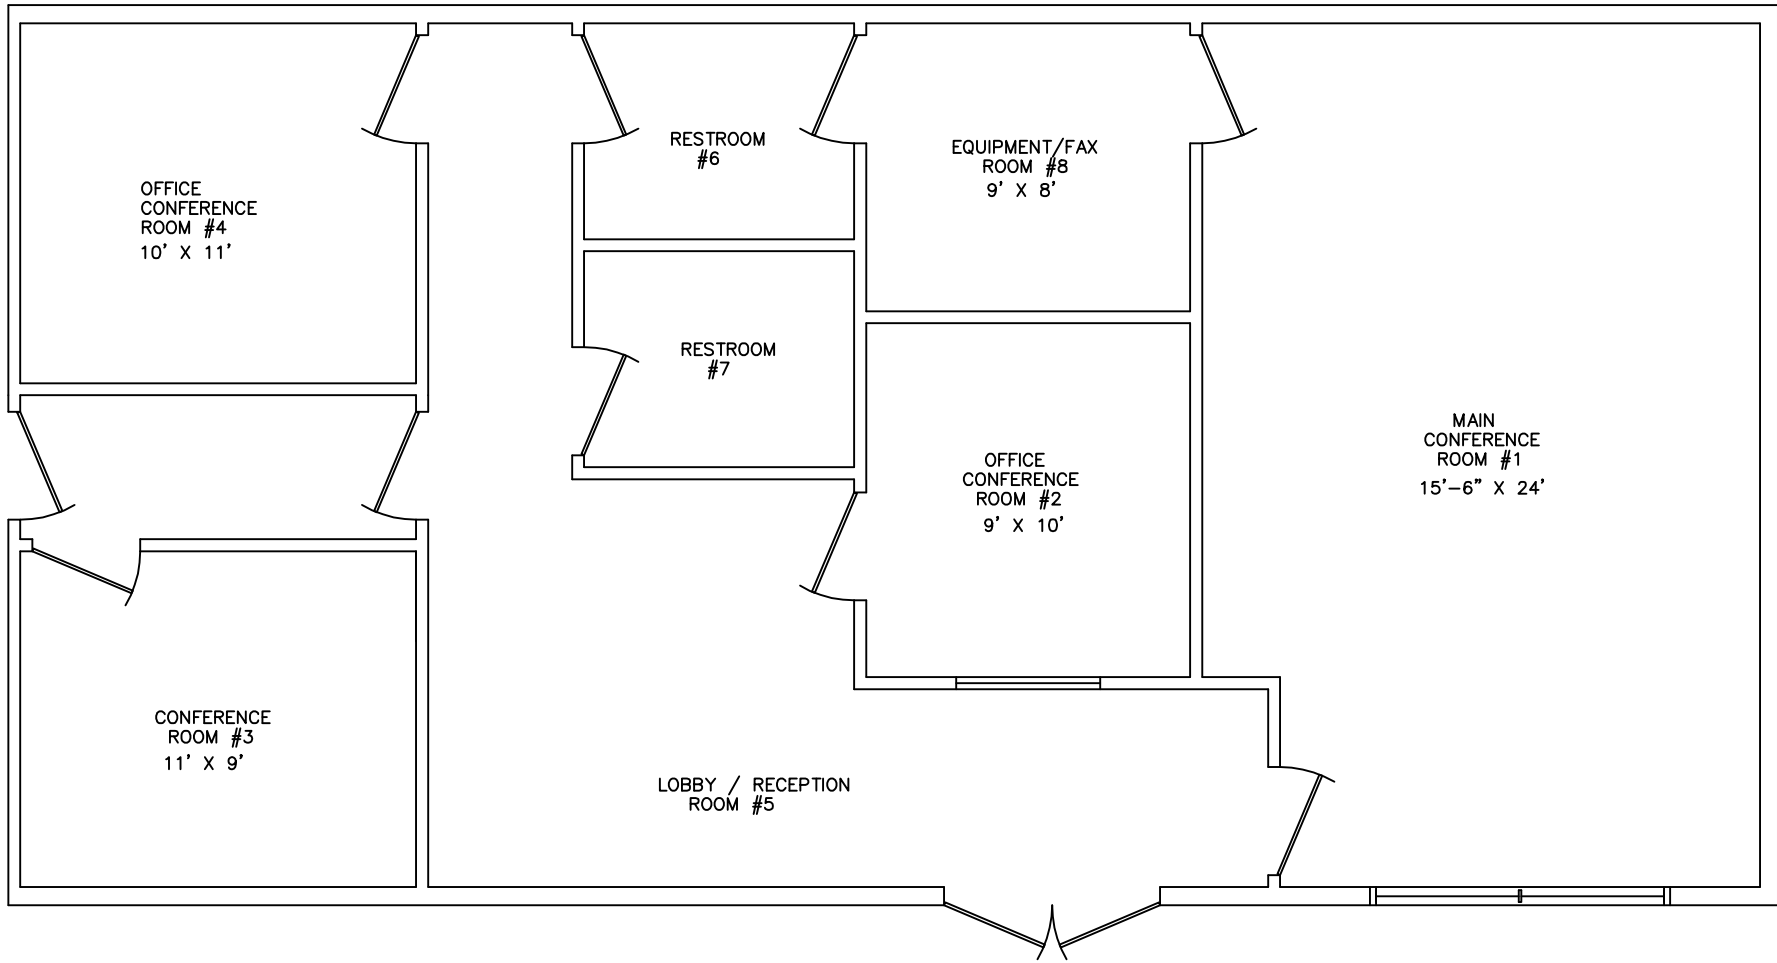 RESTROOM
#6
EQUIPMENT/FAX
ROOM #8
9' X 8'
OFFICE
CONFERENCE
ROOM #4
10' X 11'
RESTROOM
#7
MAIN
CONFERENCE
ROOM #1
15'-6" X 24'
OFFICE
CONFERENCE
ROOM #2
9' X 10'
CONFERENCE
ROOM #3
11' X 9'
LOBBY / RECEPTION
ROOM #5